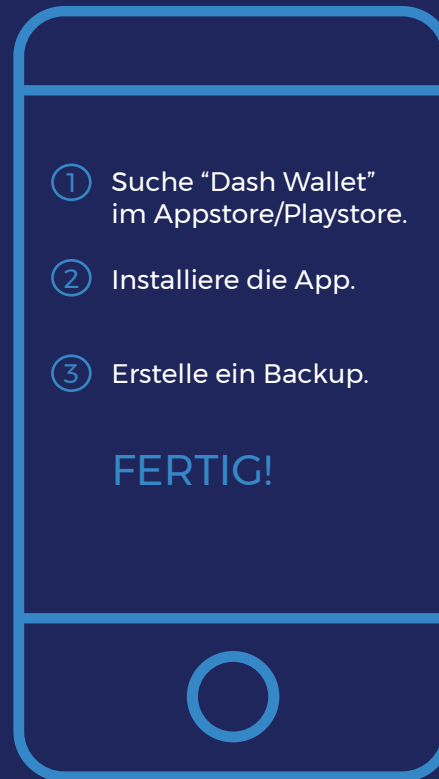 1 Suche “Dash Wallet”
im Appstore/Playstore.
2 Installiere die App.
3 Erstelle ein Backup.
FERTIG!